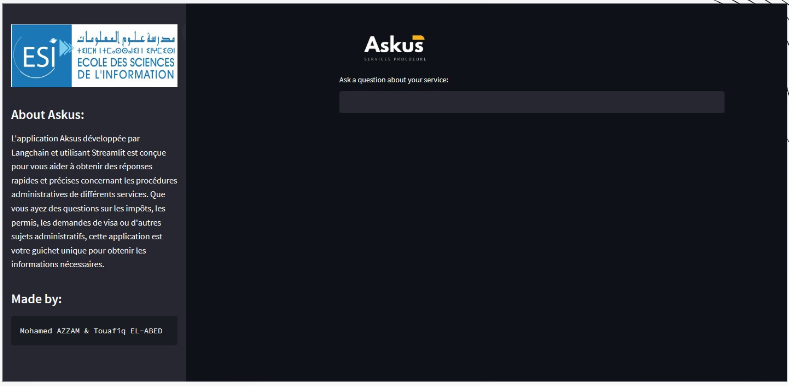 مدرسة علوم المعلومات
ESI
ECOLE DES SCIENCES
DE L'INFORMATION
About Askus:
L'application Aksus développée par
Langchain et utilisant Streamlit est conçue
pour vous aider à obtenir des réponses
rapides et précises concernant les procédures
administratives de différents services. Que
vous ayez des questions sur les impôts, les
permis, les demandes de visa ou d'autres
sujets administratifs, cette application est
votre guichet unique pour obtenir les
informations nécessaires.
Made by:
Mohamed AZZAM & Touafiq EL-ABED
Askus
SERVICES PROCEDURE
Ask a question about your service: